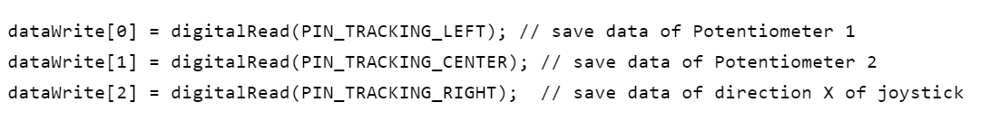 dataWrite[0] = digitalRead(PIN_TRACKING_LEFT); // save data of Potentiometer 1
dataWrite[1] = digitalRead(PIN_TRACKING_CENTER); // save data of Potentiometer 2
dataWrite[2] = digitalRead(PIN_TRACKING_RIGHT);  // save data of direction X of joystick